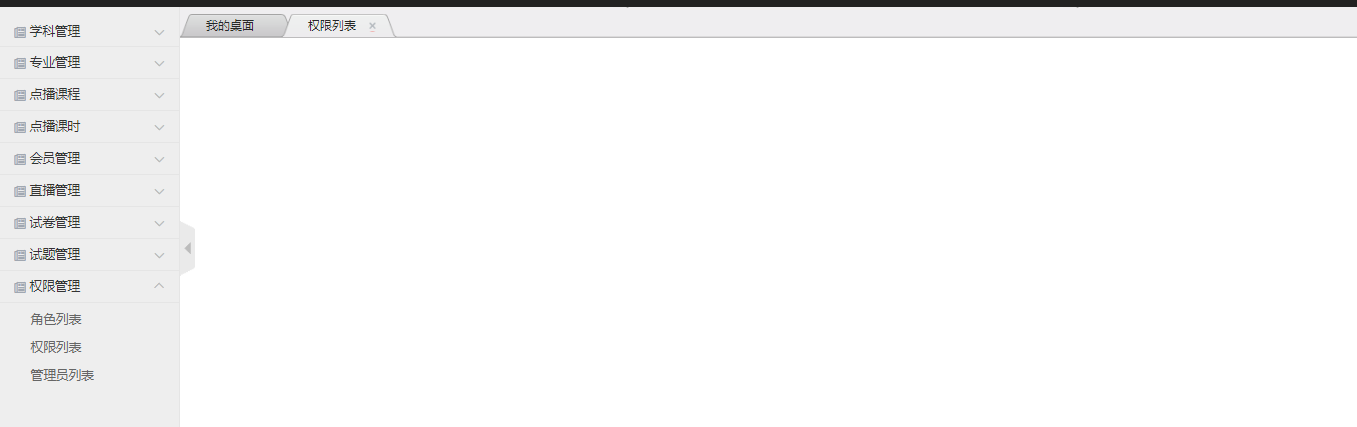 我的桌面
权限列表
学科管理
专业管理
点播课程
点播课时
会员管理
直播管理
试卷管理
试题管理
权限管理
角色列表
权限列表
管理员列表